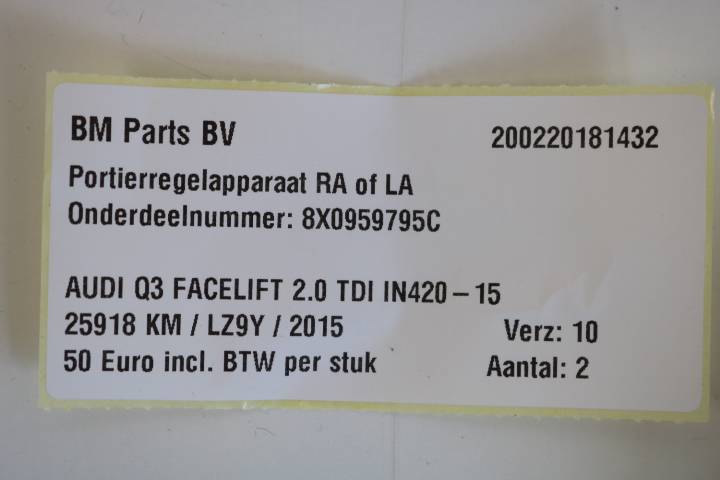 BM Parts BV 200220181432
Portierregelapparaat RA of LA
Onderdeelnummer: 8X0959795C
AUDI Q3 FACELIFT 2.0 TDI IN420-15
25918 KM / LZ9Y / 2015 Verz: 10
50 Euro incl. BTW per stuk Aantal: 2